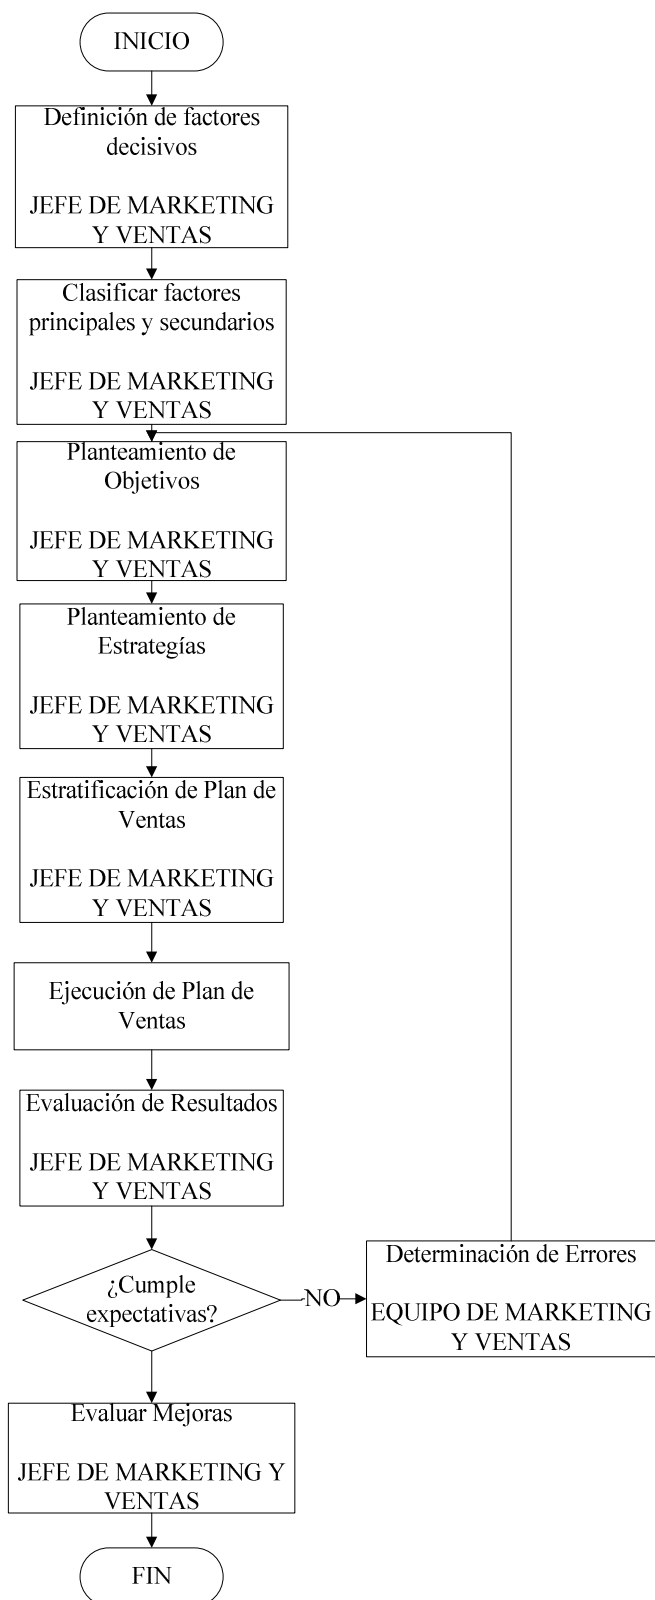 INICIO
Definición de factores
decisivos
JEFE DE MARKETING
Y VENTAS
Clasificar factores
principales y secundarios
JEFE DE MARKETING
Y VENTAS
Planteamiento de
Objetivos
JEFE DE MARKETING
Y VENTAS
Planteamiento de
Estrategías
JEFE DE MARKETING
Y VENTAS
Estratificación de Plan de
Ventas
JEFE DE MARKETING
Y VENTAS
Ejecución de Plan de
Ventas
Evaluación de Resultados
JEFE DE MARKETING
Y VENTAS
¿Cumple
expectativas?
NO
Determinación de Errores
EQUIPO DE MARKETING
Y VENTAS
Evaluar Mejoras
JEFE DE MARKETING Y
VENTAS
FIN